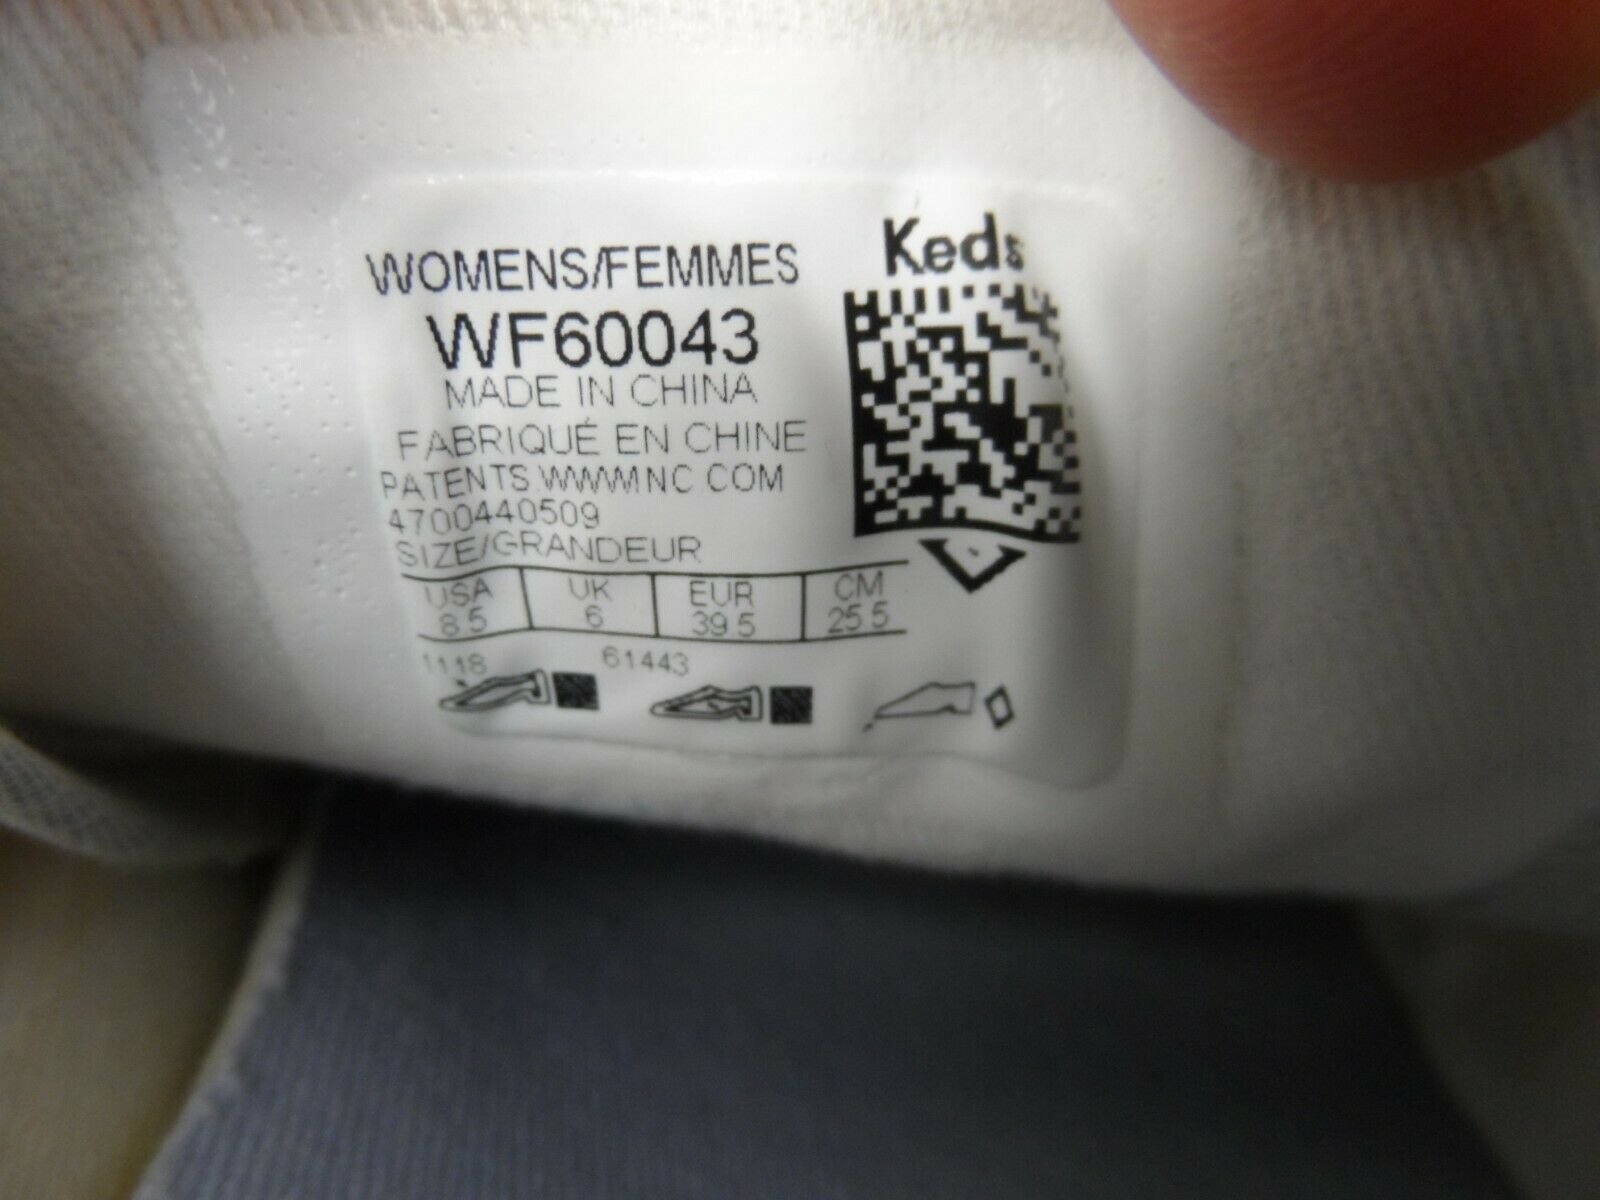 WOMENS/FEMMES
Keds
WF60043
MADE IN CHINA
FABRIQUÉ EN CHINE
PATENTS WWWNC COM
4700440509
SIZE/GRANDEUR
USA UK EUR CM
8.5 6 39.5 25.5
1118 61443